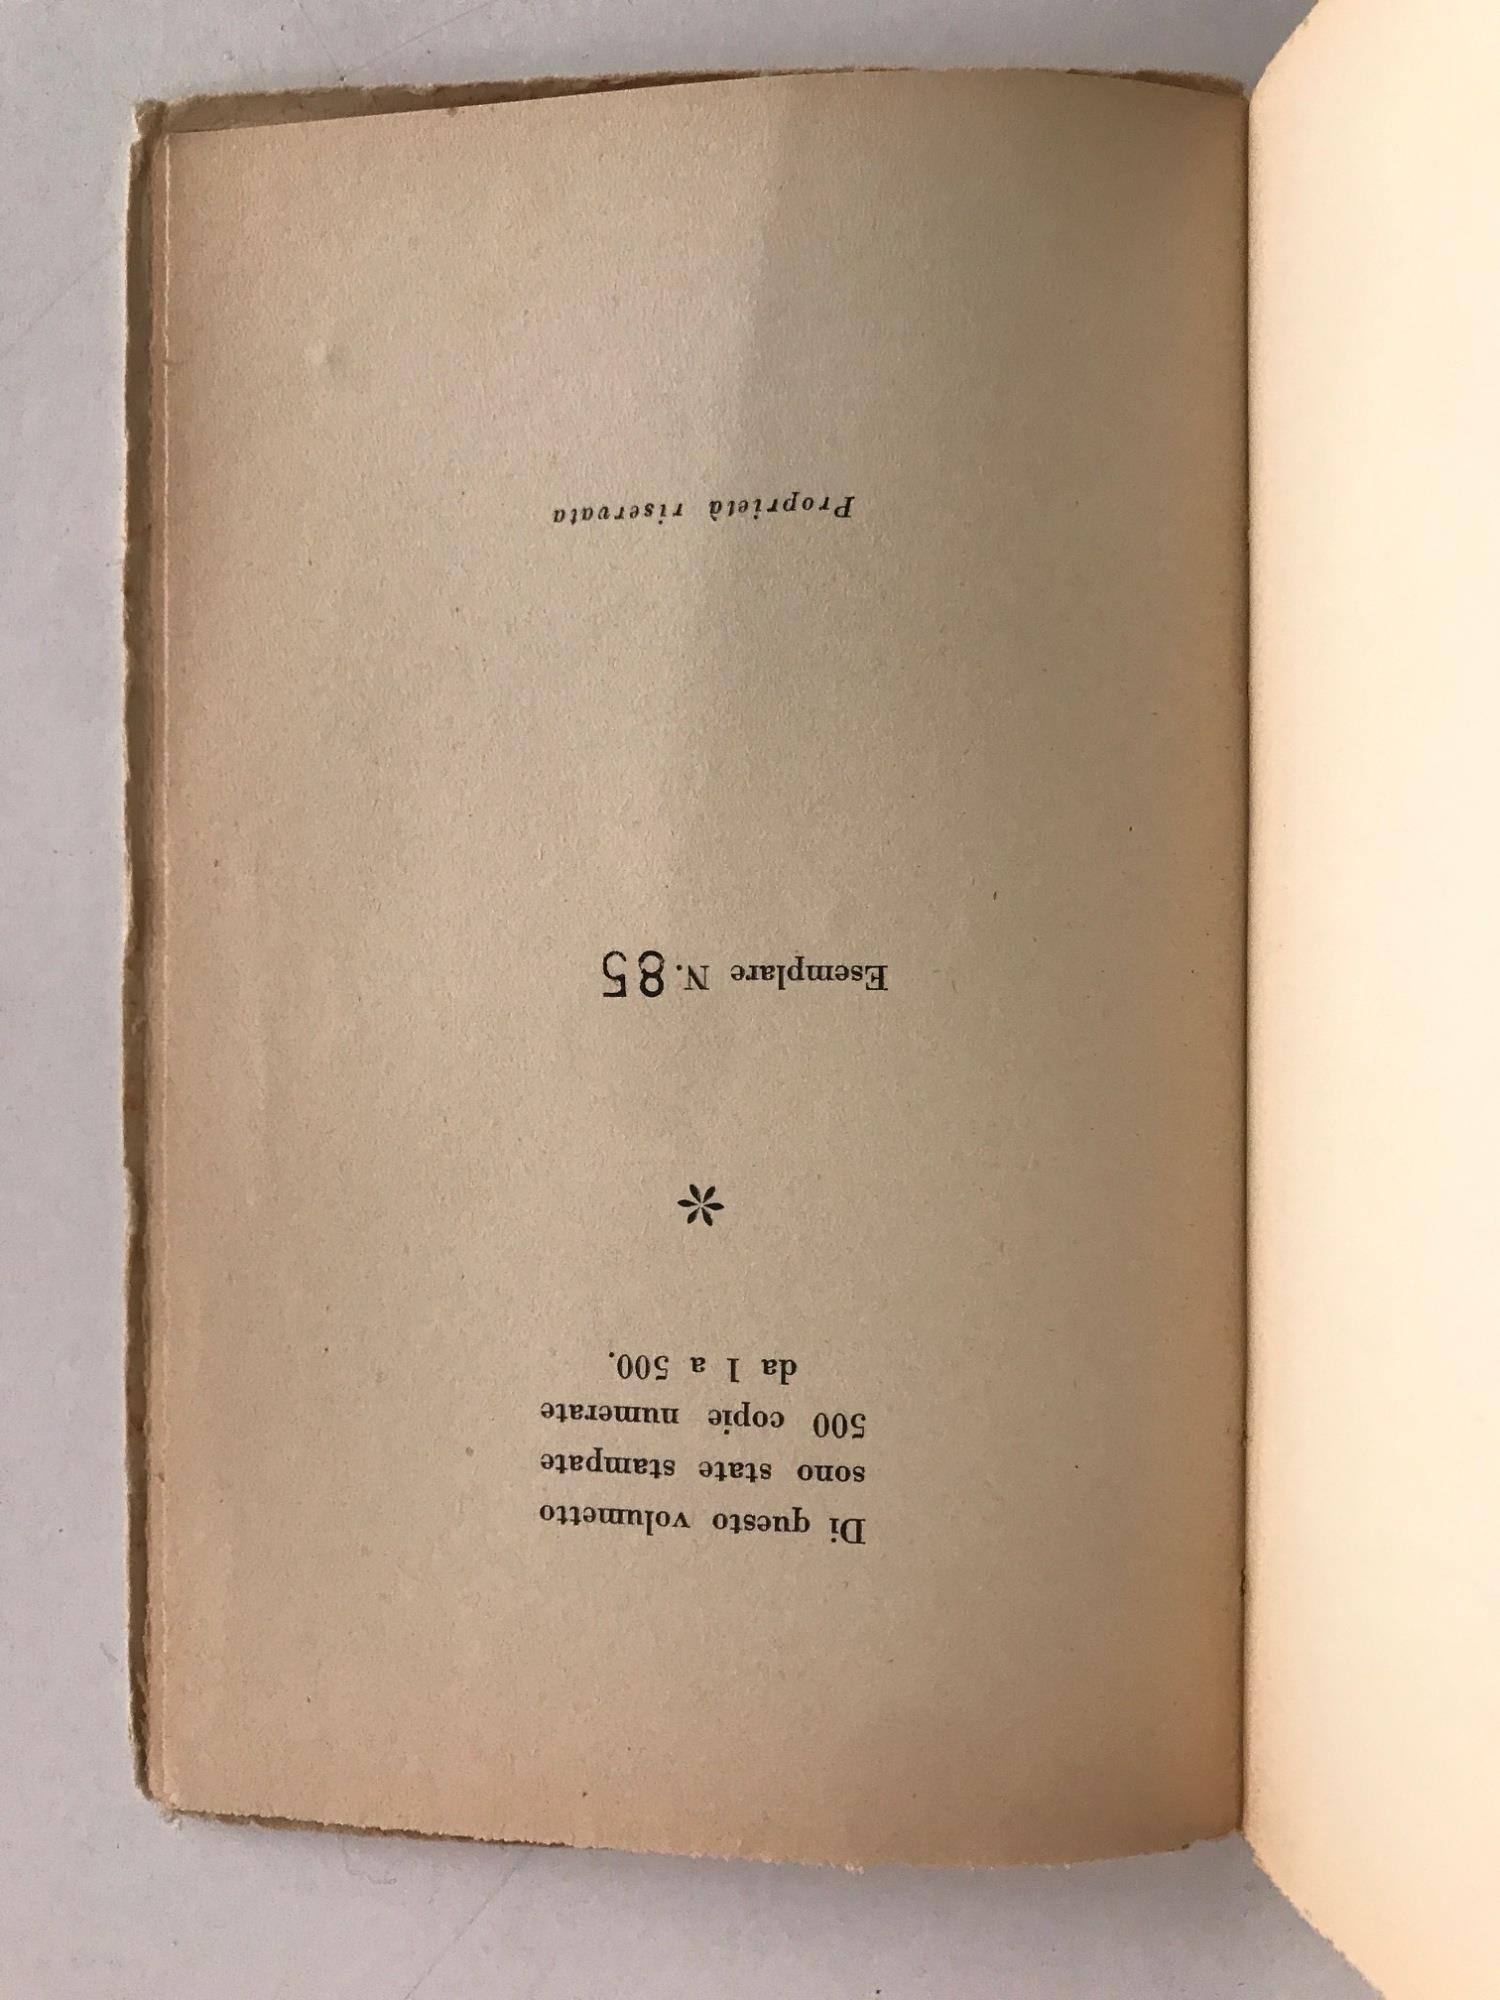 Di questo volumetto
sono state stampate
500 copie numerate
da 1 a 500.
*
Esemplare N. 85
Proprietà riservata